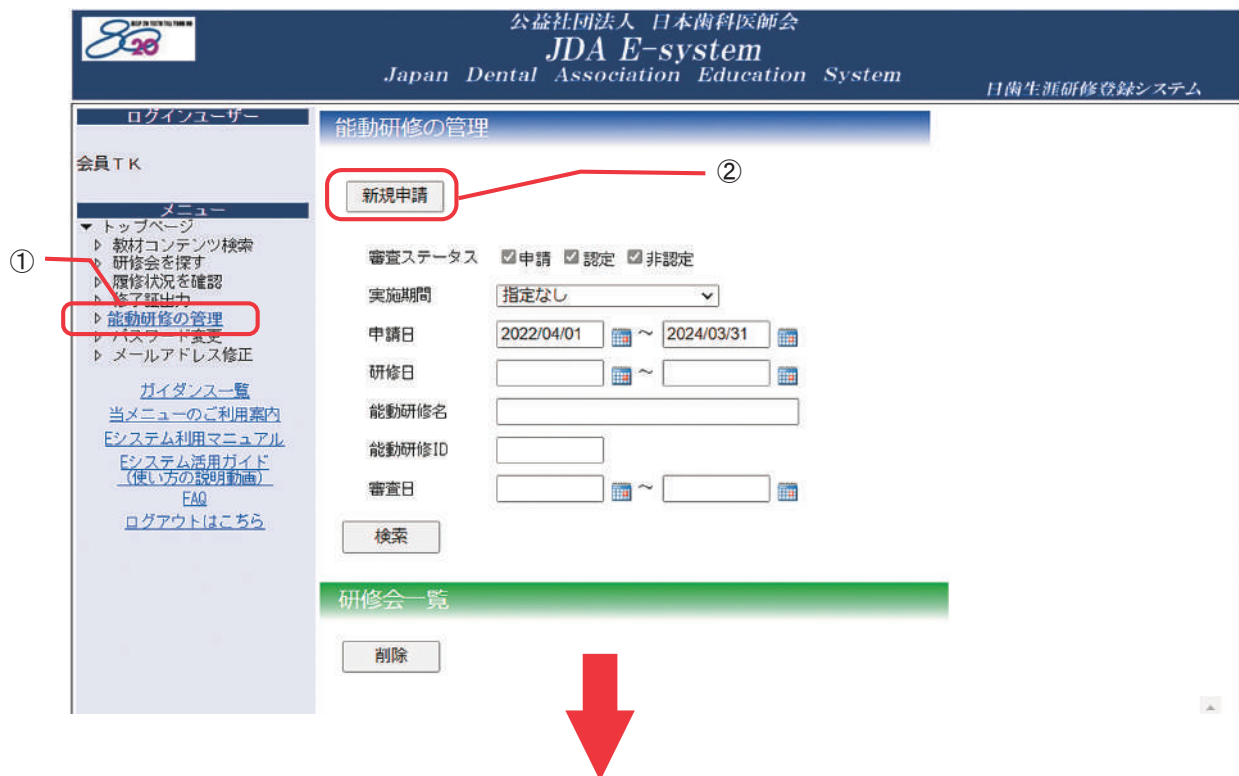 HELP 20 TEETH TILL YOUR 80
8020
公益社団法人 日本歯科医師会
JDA E-system
Japan Dental Association Education System
日歯生涯研修登録システム
ログインユーザー
会員TK
メニュー
▼ トップページ
教材コンテンツ検索
研修会を探す
履修状況を確認
修了証出力
①
能動研修の管理
パスワード変更
メールアドレス修正
ガイダンス一覧
当メニューのご利用案内
Eシステム利用マニュアル
Eシステム活用ガイド
(使い方の説明動画)
FAQ
ログアウトはこちら
能動研修の管理
新規申請
②
審査ステータス 申請 認定 非認定
実施期間 指定なし
申請日 2022/04/01 ～ 2024/03/31
研修日 ～
能動研修名
能動研修ID
審査日 ～
検索
研修会一覧
削除